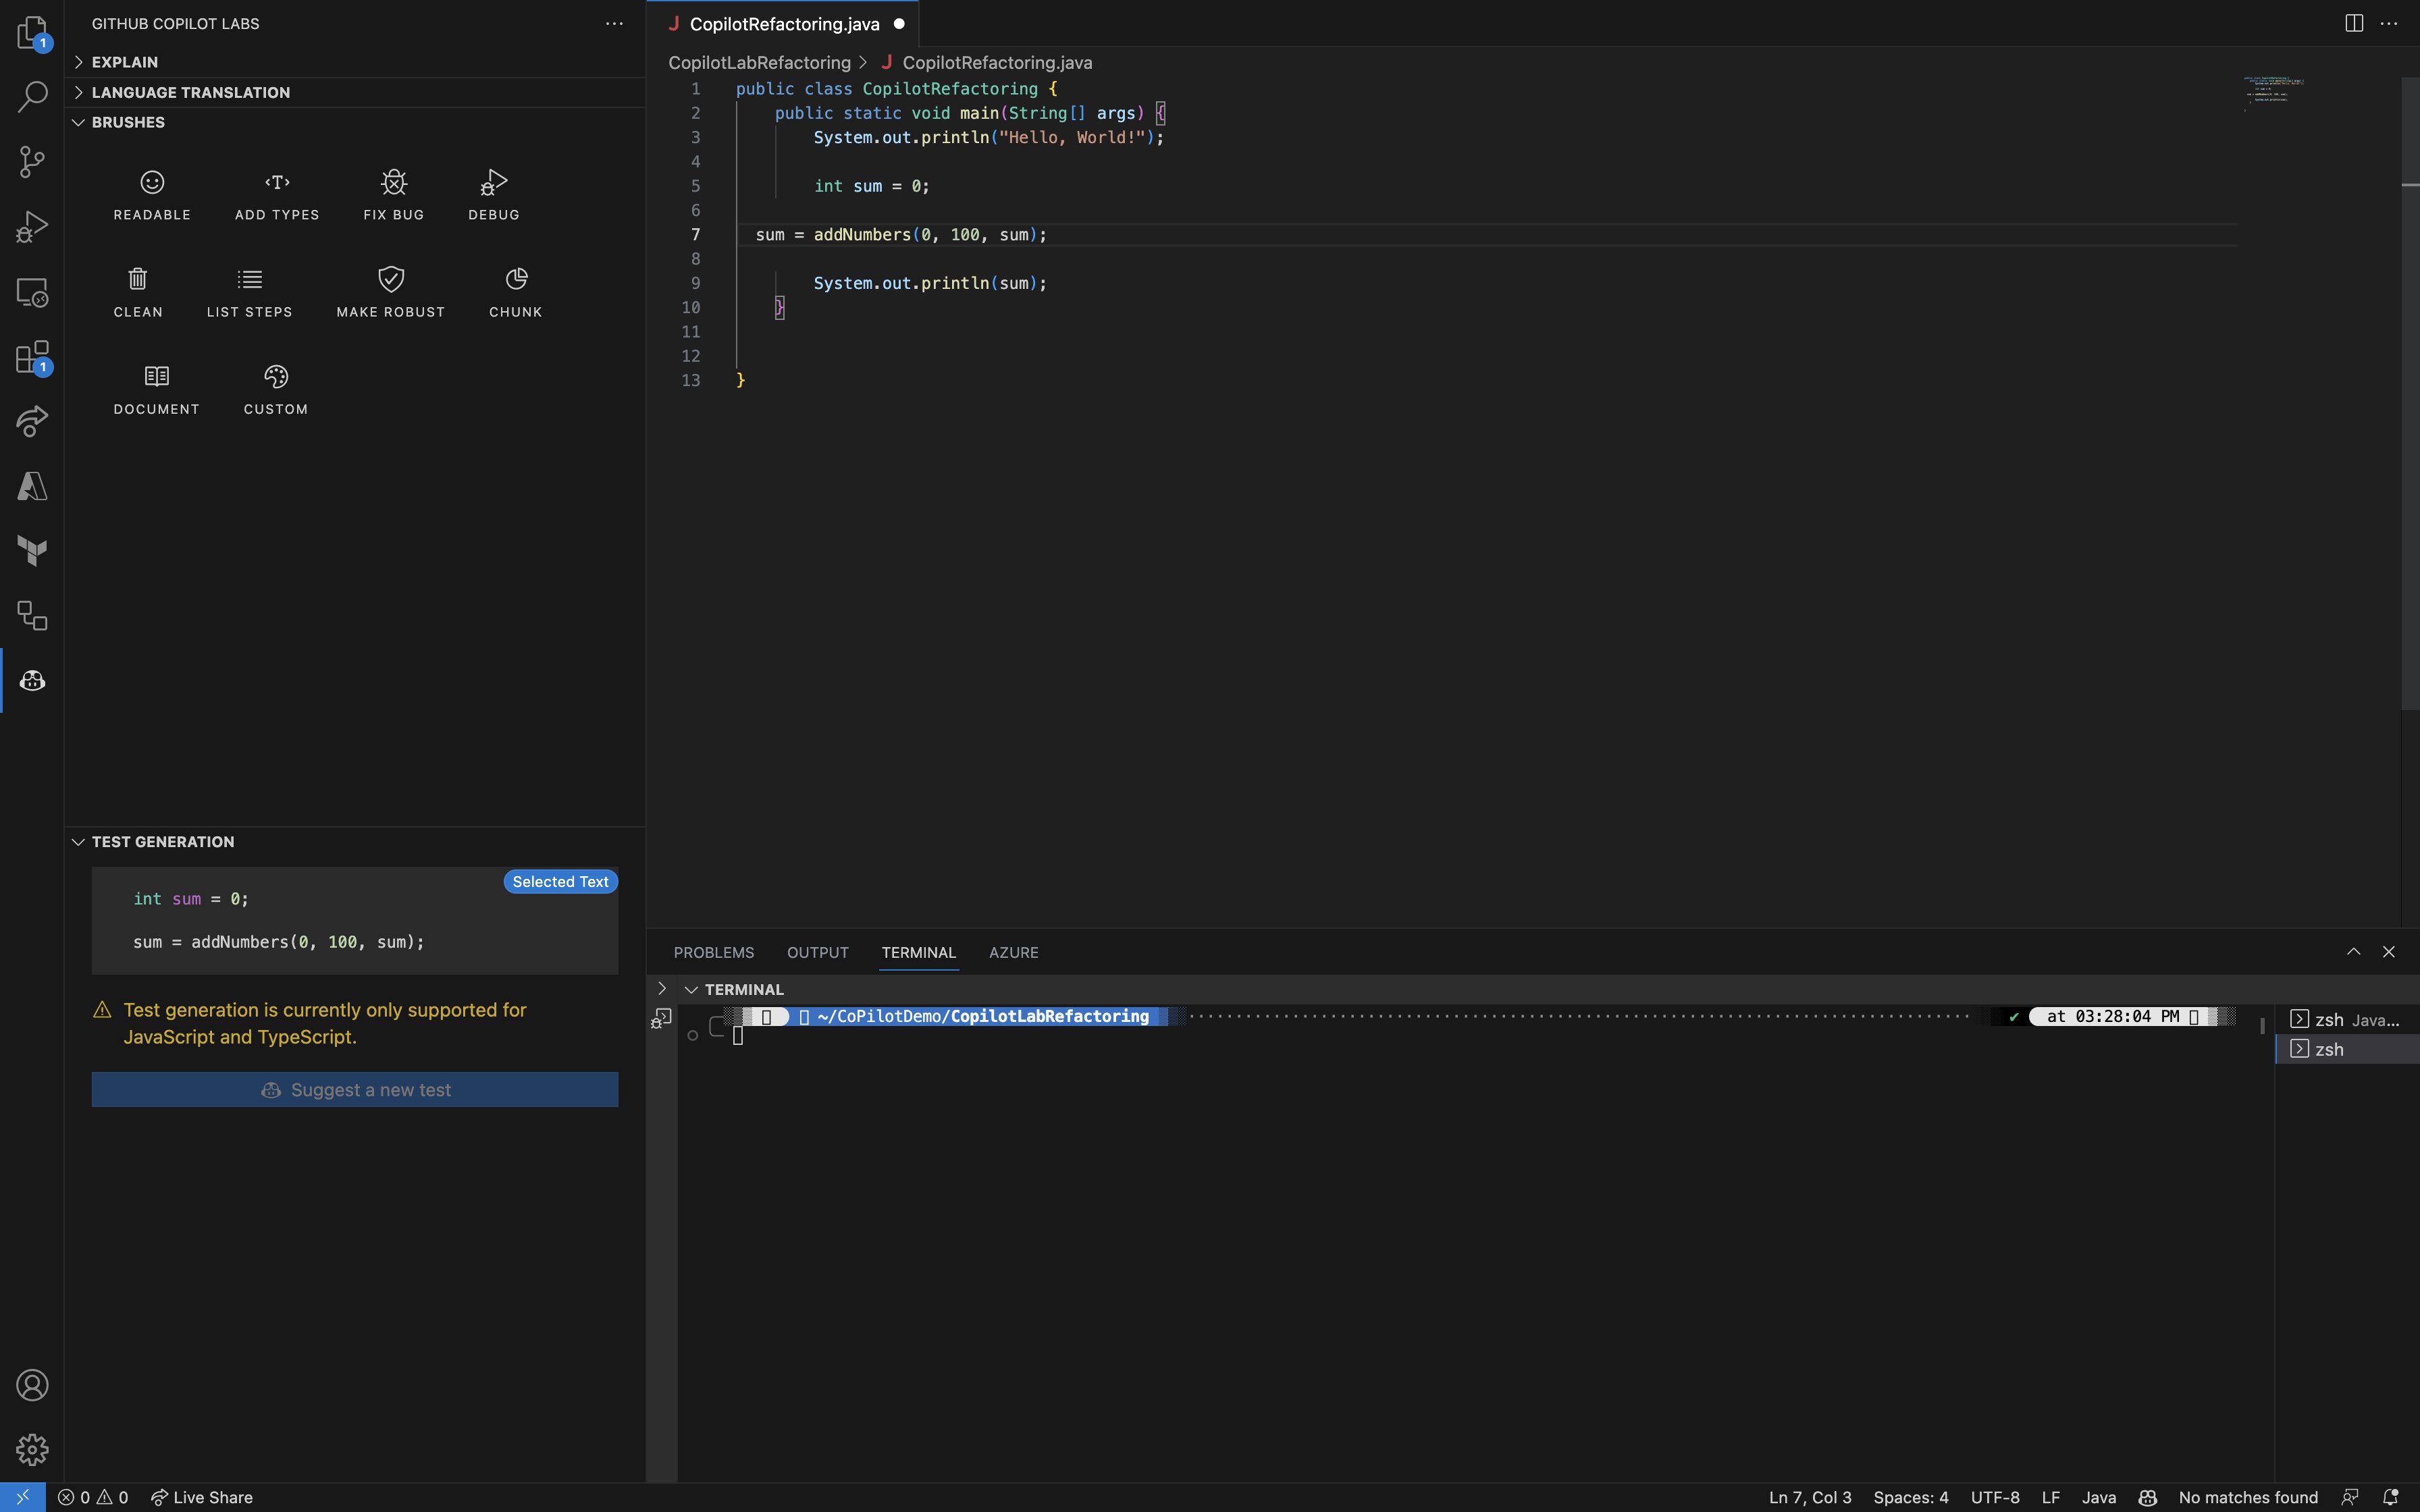 GITHUB COPILOT LABS
EXPLAIN
LANGUAGE TRANSLATION
BRUSHES
READABLE
ADD TYPES
FIX BUG
DEBUG
CLEAN
LIST STEPS
MAKE ROBUST
CHUNK
DOCUMENT
CUSTOM
TEST GENERATION
Selected Text
int sum = 0;
sum = addNumbers(0, 100, sum);
Test generation is currently only supported for
JavaScript and TypeScript.
Suggest a new test
1
1
J CopilotRefactoring.java
CopilotLabRefactoring > J CopilotRefactoring.java
1 public class CopilotRefactoring {
2 public static void main(String[] args) {
3 System.out.println("Hello, World!");
4
5 int sum = 0;
6
7 sum = addNumbers(0, 100, sum);
8
9 System.out.println(sum);
10 }
11
12
13 }
PROBLEMS OUTPUT TERMINAL AZURE
TERMINAL
~/CoPilotDemo/CopilotLabRefactoring
✔ at 03:28:04 PM
zsh Java...
zsh
0 0 Live Share
Ln 7, Col 3 Spaces: 4 UTF-8 LF Java No matches found